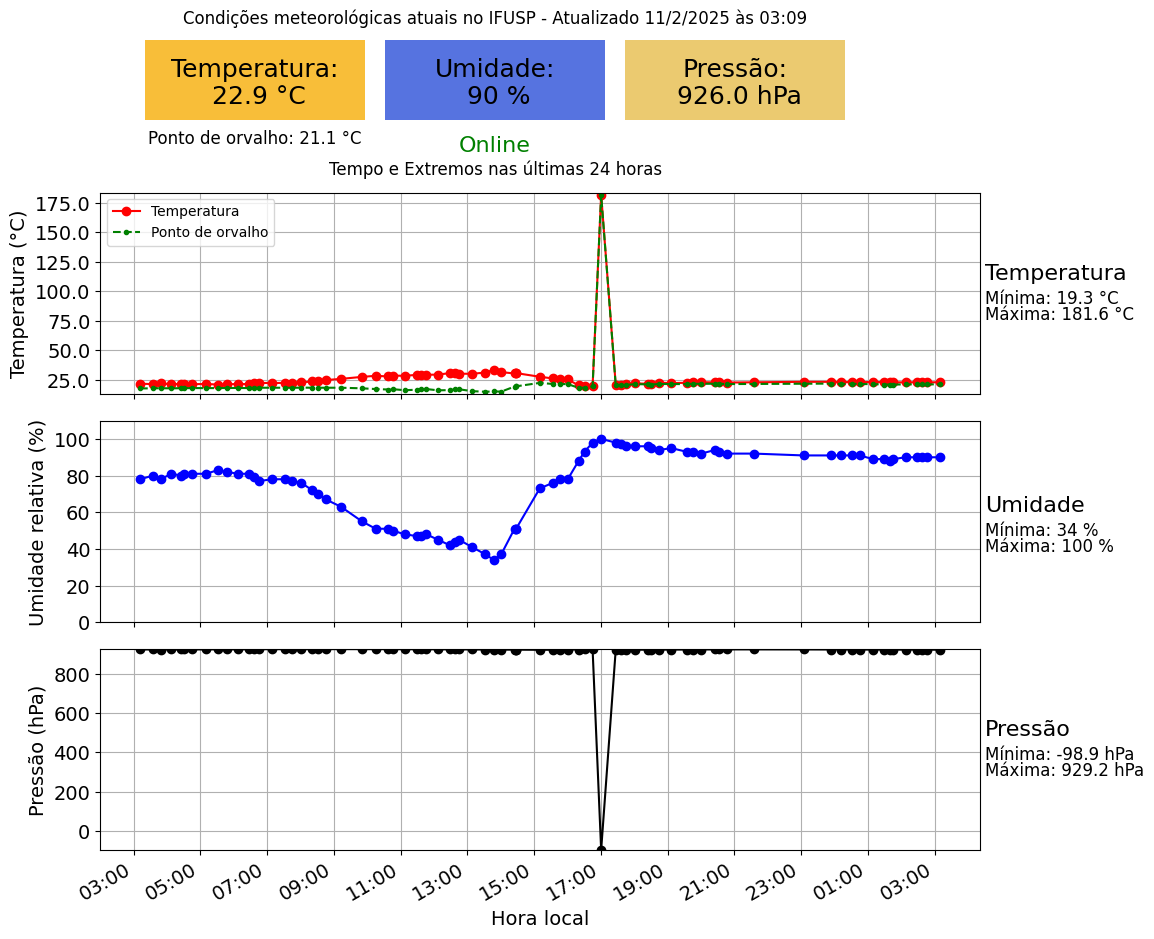 Condições meteorológicas atuais no IFUSP - Atualizado 11/2/2025 às 03:09
Temperatura:
22.9 °C
Umidade:
90 %
Pressão:
926.0 hPa
Ponto de orvalho: 21.1 °C
Online
Tempo e Extremos nas últimas 24 horas
Temperatura (°C)
175.0
150.0
125.0
100.0
75.0
50.0
25.0
Temperatura
Ponto de orvalho
Temperatura
Mínima: 19.3 °C
Máxima: 181.6 °C
Umidade relativa (%)
100
80
60
40
20
0
Umidade
Mínima: 34 %
Máxima: 100 %
Pressão (hPa)
800
600
400
200
0
Pressão
Mínima: -98.9 hPa
Máxima: 929.2 hPa
03:00 05:00 07:00 09:00 11:00 13:00 15:00 17:00 19:00 21:00 23:00 01:00 03:00
Hora local